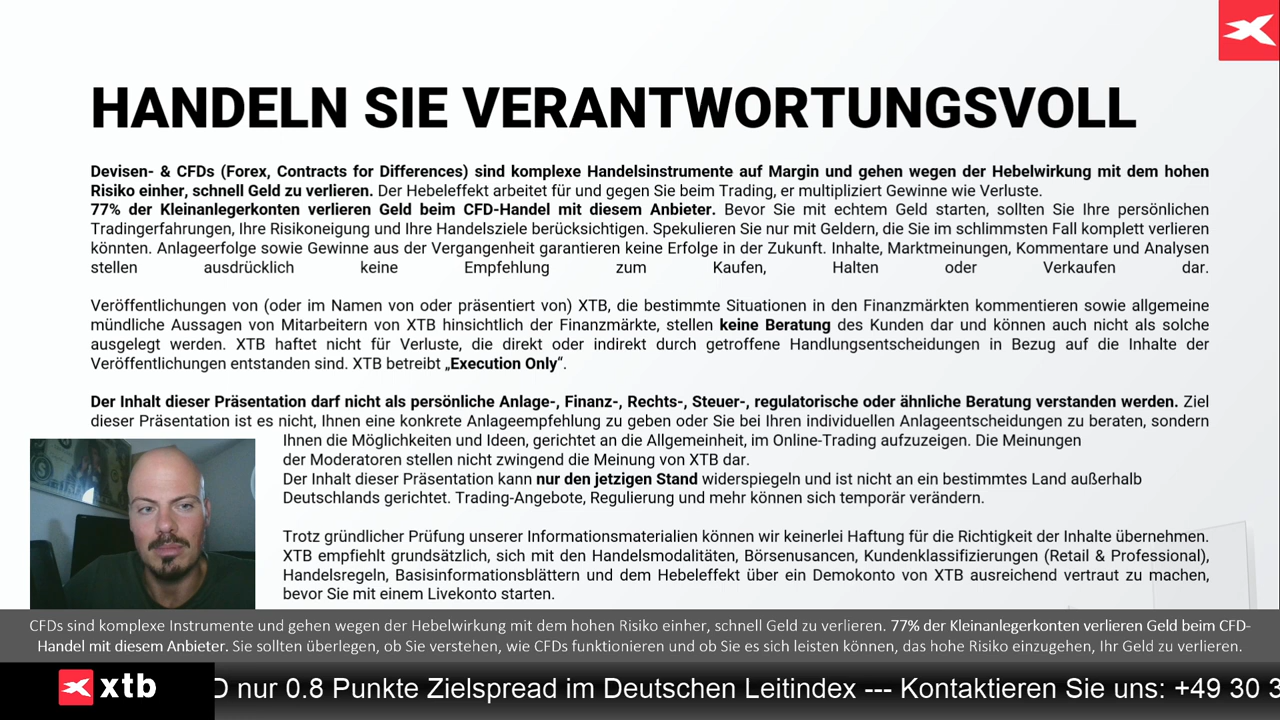 HANDELN SIE VERANTWORTUNGSVOLL
Devisen- & CFDs (Forex, Contracts for Differences) sind komplexe Handelsinstrumente auf Margin und gehen wegen der Hebelwirkung mit dem hohen
Risiko einher, schnell Geld zu verlieren. Der Hebeleffekt arbeitet für und gegen Sie beim Trading, er multipliziert Gewinne wie Verluste.
77% der Kleinanlegerkonten verlieren Geld beim CFD-Handel mit diesem Anbieter. Bevor Sie mit echtem Geld starten, sollten Sie Ihre persönlichen
Tradingerfahrungen, Ihre Risikoneigung und Ihre Handelsziele berücksichtigen. Spekulieren Sie nur mit Geldern, die Sie im schlimmsten Fall komplett verlieren
könnten. Anlageerfolge sowie Gewinne aus der Vergangenheit garantieren keine Erfolge in der Zukunft. Inhalte, Marktmeinungen, Kommentare und Analysen
stellen ausdrücklich keine Empfehlung zum Kaufen, Halten oder Verkaufen dar.
Veröffentlichungen von (oder im Namen von oder präsentiert von) XTB, die bestimmte Situationen in den Finanzmärkten kommentieren sowie allgemeine
mündliche Aussagen von Mitarbeitern von XTB hinsichtlich der Finanzmärkte, stellen keine Beratung des Kunden dar und können auch nicht als solche
ausgelegt werden. XTB haftet nicht für Verluste, die direkt oder indirekt durch getroffene Handlungsentscheidungen in Bezug auf die Inhalte der
Veröffentlichungen entstanden sind. XTB betreibt „Execution Only“.
Der Inhalt dieser Präsentation darf nicht als persönliche Anlage-, Finanz-, Rechts-, Steuer-, regulatorische oder ähnliche Beratung verstanden werden. Ziel
dieser Präsentation ist es nicht, Ihnen eine konkrete Anlageempfehlung zu geben oder Sie bei Ihren individuellen Anlageentscheidungen zu beraten, sondern
Ihnen die Möglichkeiten und Ideen, gerichtet an die Allgemeinheit, im Online-Trading aufzuzeigen. Die Meinungen
der Moderatoren stellen nicht zwingend die Meinung von XTB dar.
Der Inhalt dieser Präsentation kann nur den jetzigen Stand widerspiegeln und ist nicht an ein bestimmtes Land außerhalb
Deutschlands gerichtet. Trading-Angebote, Regulierung und mehr können sich temporär verändern.
Trotz gründlicher Prüfung unserer Informationsmaterialien können wir keinerlei Haftung für die Richtigkeit der Inhalte übernehmen.
XTB empfiehlt grundsätzlich, sich mit den Handelsmodalitäten, Börsenusancen, Kundenklassifizierungen (Retail & Professional),
Handelsregeln, Basisinformationsblättern und dem Hebeleffekt über ein Demokonto von XTB ausreichend vertraut zu machen,
bevor Sie mit einem Livekonto starten.
CFDs sind komplexe Instrumente und gehen wegen der Hebelwirkung mit dem hohen Risiko einher, schnell Geld zu verlieren. 77% der Kleinanlegerkonten verlieren Geld beim CFD-
Handel mit diesem Anbieter. Sie sollten überlegen, ob Sie verstehen, wie CFDs funktionieren und ob Sie es sich leisten können, das hohe Risiko einzugehen, Ihr Geld zu verlieren.
xtb D nur 0.8 Punkte Zielspread im Deutschen Leitindex --- Kontaktieren Sie uns: +49 30 3